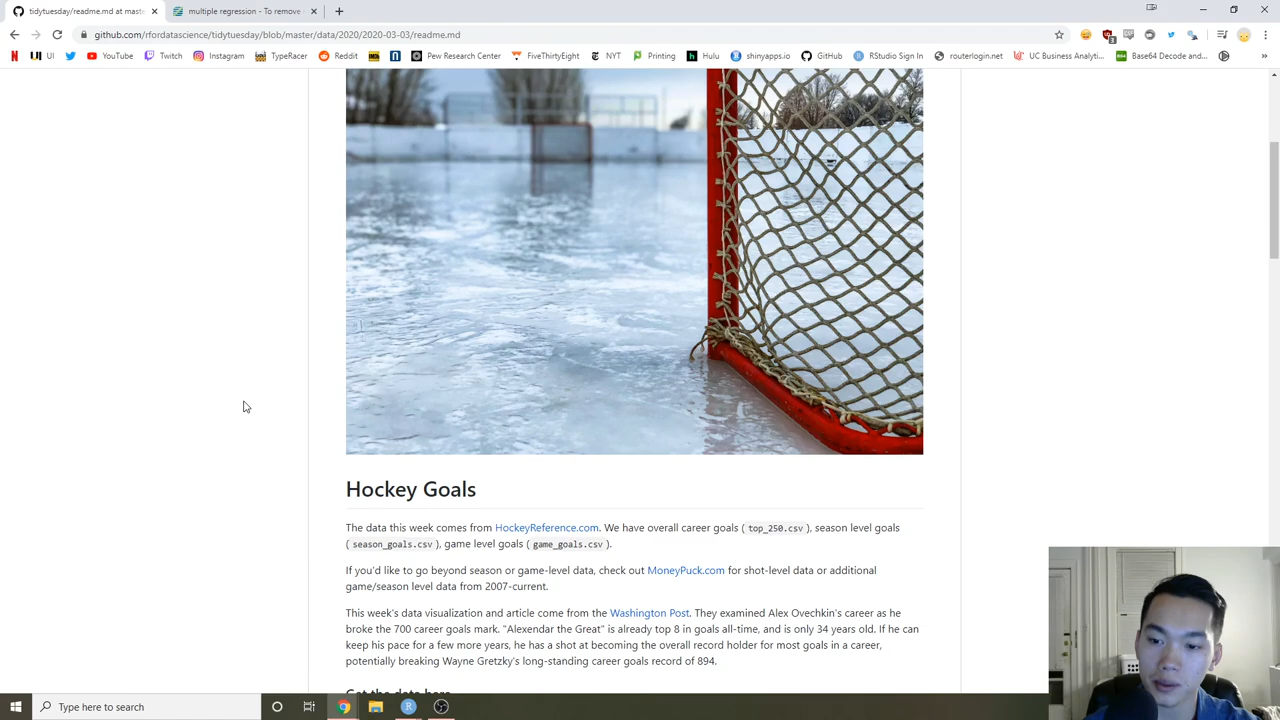 tidytuesday/readme.md at maste
multiple regression - To remove
github.com/rfordatascience/tidytuesday/blob/master/data/2020/2020-03-03/readme.md
UI
YouTube
Twitch
Instagram
TypeRacer
Reddit
Pew Research Center
FiveThirtyEight
NYT
Printing
Hulu
shinyapps.io
GitHub
RStudio Sign In
routerlogin.net
UC Business Analyti...
Base64 Decode and...
Hockey Goals
The data this week comes from HockeyReference.com. We have overall career goals ( top_250.csv ), season level goals
( season_goals.csv ), game level goals ( game_goals.csv ).
If you'd like to go beyond season or game-level data, check out MoneyPuck.com for shot-level data or additional
game/season level data from 2007-current.
This week's data visualization and article come from the Washington Post. They examined Alex Ovechkin's career as he
broke the 700 career goals mark. "Alexendar the Great" is already top 8 in goals all-time, and is only 34 years old. If he can
keep his pace for a few more years, he has a shot at becoming the overall record holder for most goals in a career,
potentially breaking Wayne Gretzky's long-standing career goals record of 894.
Get the data here
Type here to search